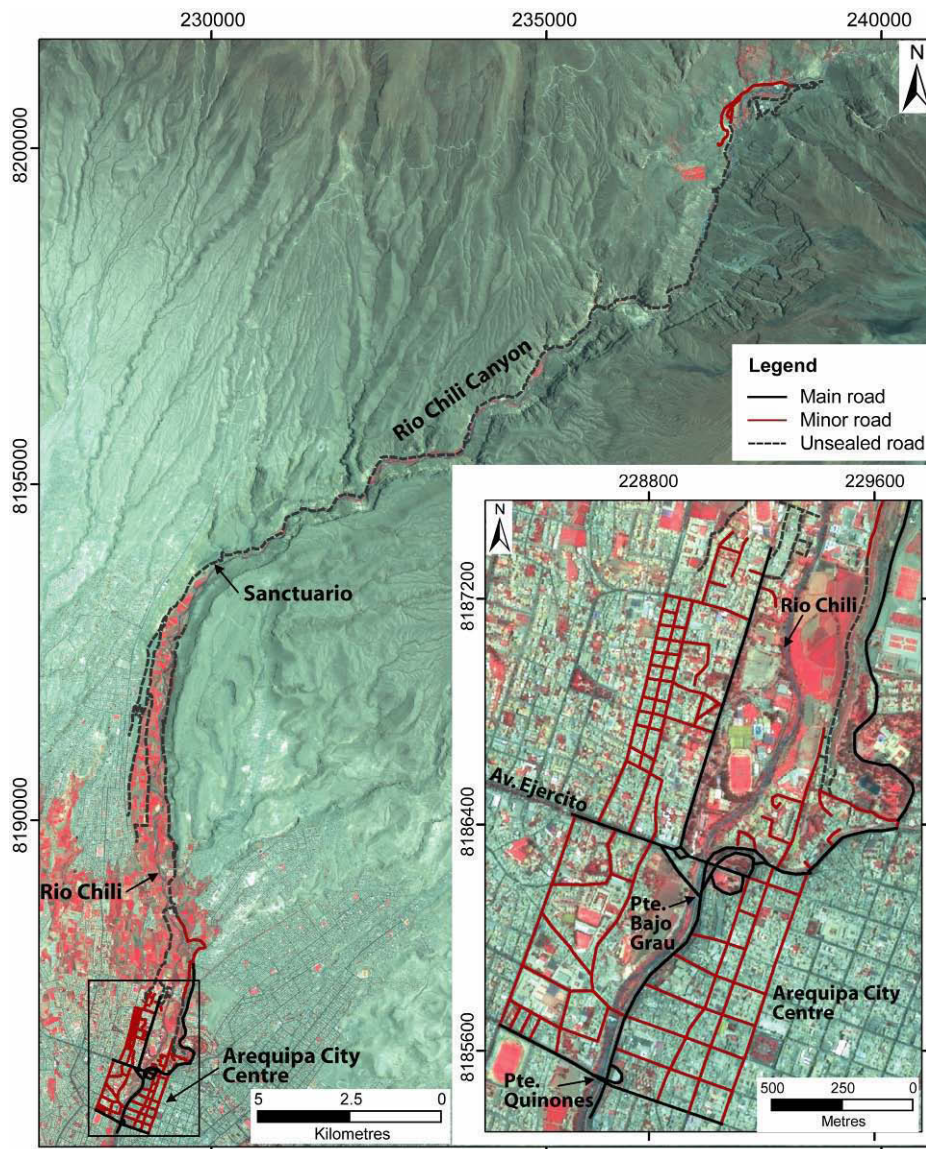 230000
235000
240000
N
8200000
8195000
8190000
Rio Chili Canyon
Sanctuario
Rio Chili
Arequipa City
Centre
5
2.5
0
Kilometres
Legend
Main road
Minor road
Unsealed road
228800
229600
N
8187200
8186400
8185600
Rio Chili
Av. Ejercito
Pte.
Bajo
Grau
Arequipa City
Centre
Pte.
Quinones
500
250
0
Metres